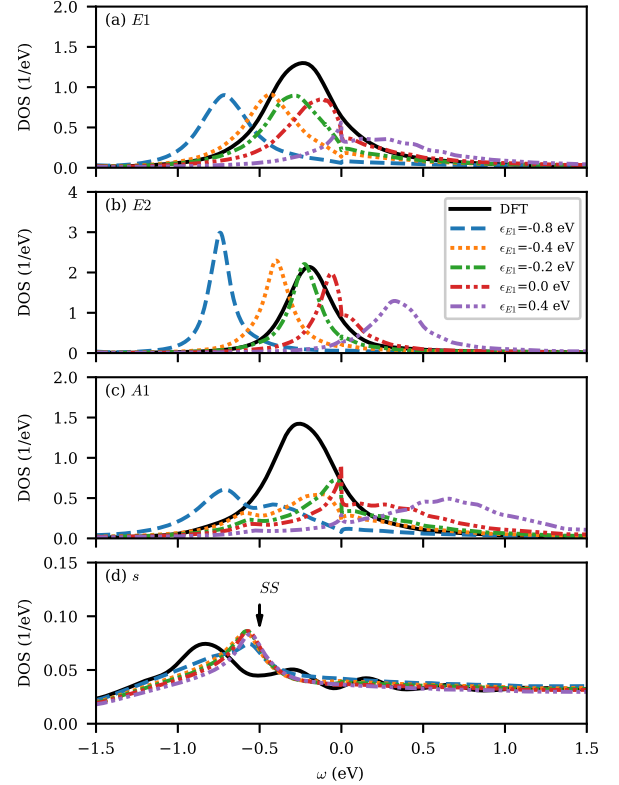 (a) E1
DOS (1/eV)
2.0
1.5
1.0
0.5
0.0
(b) E2
DOS (1/eV)
4
3
2
1
0
DFT
ϵE1=-0.8 eV
ϵE1=-0.4 eV
ϵE1=-0.2 eV
ϵE1=0.0 eV
ϵE1=0.4 eV
(c) A1
DOS (1/eV)
2.0
1.5
1.0
0.5
0.0
(d) s
SS
DOS (1/eV)
0.15
0.10
0.05
0.00
−1.5 −1.0 −0.5 0.0 0.5 1.0 1.5
ω (eV)